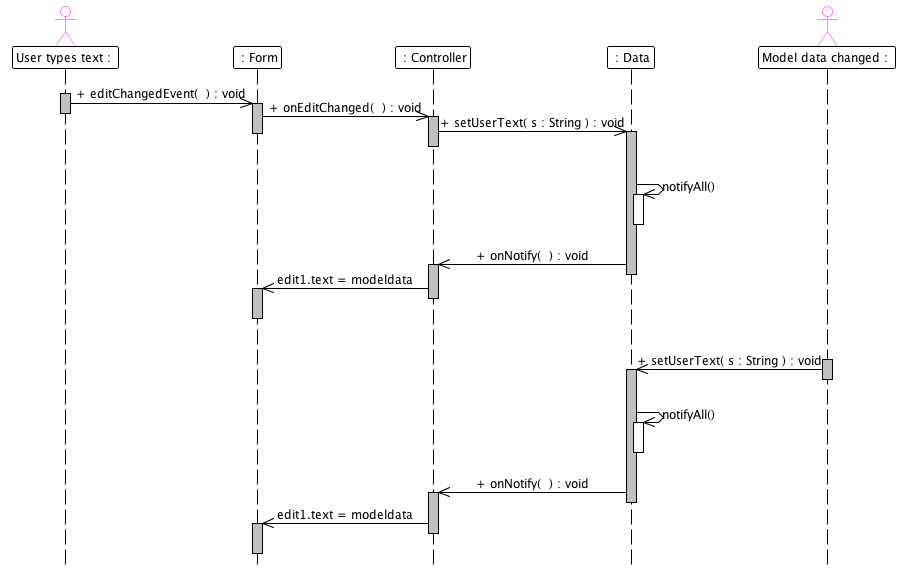 User types text :
: Form
: Controller
: Data
Model data changed :
+ editChangedEvent(  ) : void
+ onEditChanged(  ) : void
+ setUserText( s : String ) : void
notifyAll()
+ onNotify(  ) : void
edit1.text = modeldata
+ setUserText( s : String ) : void
notifyAll()
+ onNotify(  ) : void
edit1.text = modeldata